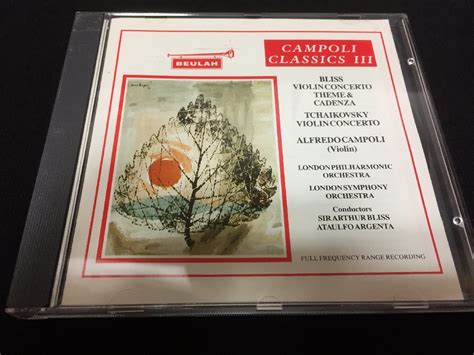 BEULAH
CAMPOLI
CLASSICS III
BLISS
VIOLIN CONCERTO
THEME &
CADENZA
TCHAIKOVSKY
VIOLIN CONCERTO
ALFREDO CAMPOLI
(Violin)
LONDON PHILHARMONIC
ORCHESTRA
LONDON SYMPHONY
ORCHESTRA
Conductors
SIR ARTHUR BLISS
ATAULFO ARGENTA
FULL FREQUENCY RANGE RECORDING